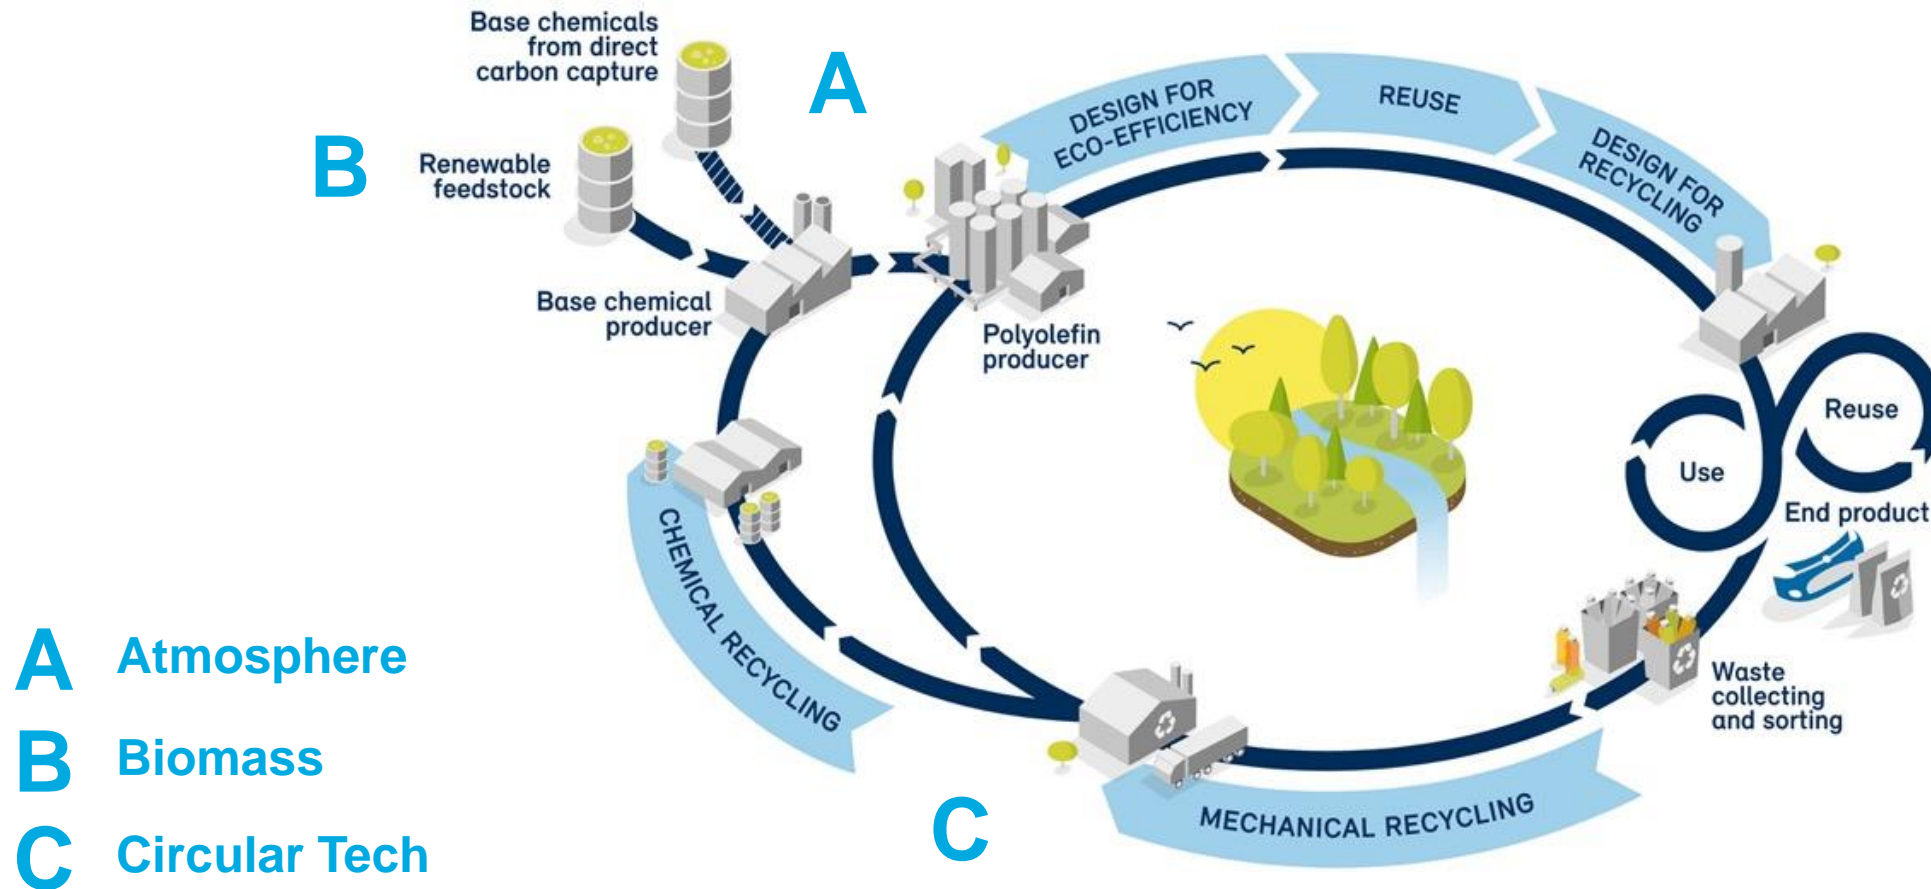 Base chemicals
from direct
carbon capture
A
B
Renewable
feedstock
DESIGN FOR
ECO-EFFICIENCY
REUSE
DESIGN FOR
RECYCLING
Base chemical
producer
Polyolefin
producer
Reuse
Use
End product
CHEMICAL RECYCLING
Waste
collecting
and sorting
MECHANICAL RECYCLING
C
A Atmosphere
B Biomass
C Circular Tech